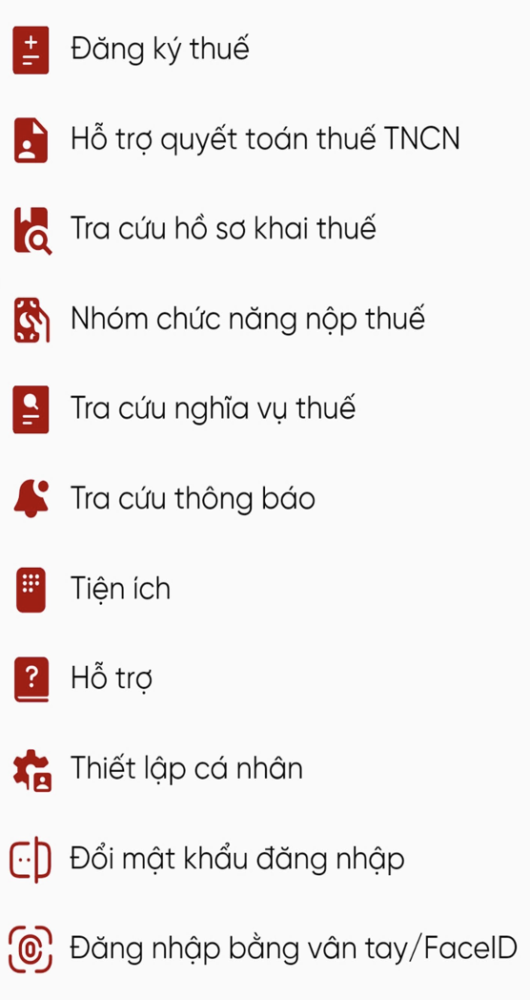 Đăng ký thuế
Hỗ trợ quyết toán thuế TNCN
Tra cứu hồ sơ khai thuế
Nhóm chức năng nộp thuế
Tra cứu nghĩa vụ thuế
Tra cứu thông báo
Tiện ích
Hỗ trợ
Thiết lập cá nhân
Đổi mật khẩu đăng nhập
Đăng nhập bằng vân tay/FaceID